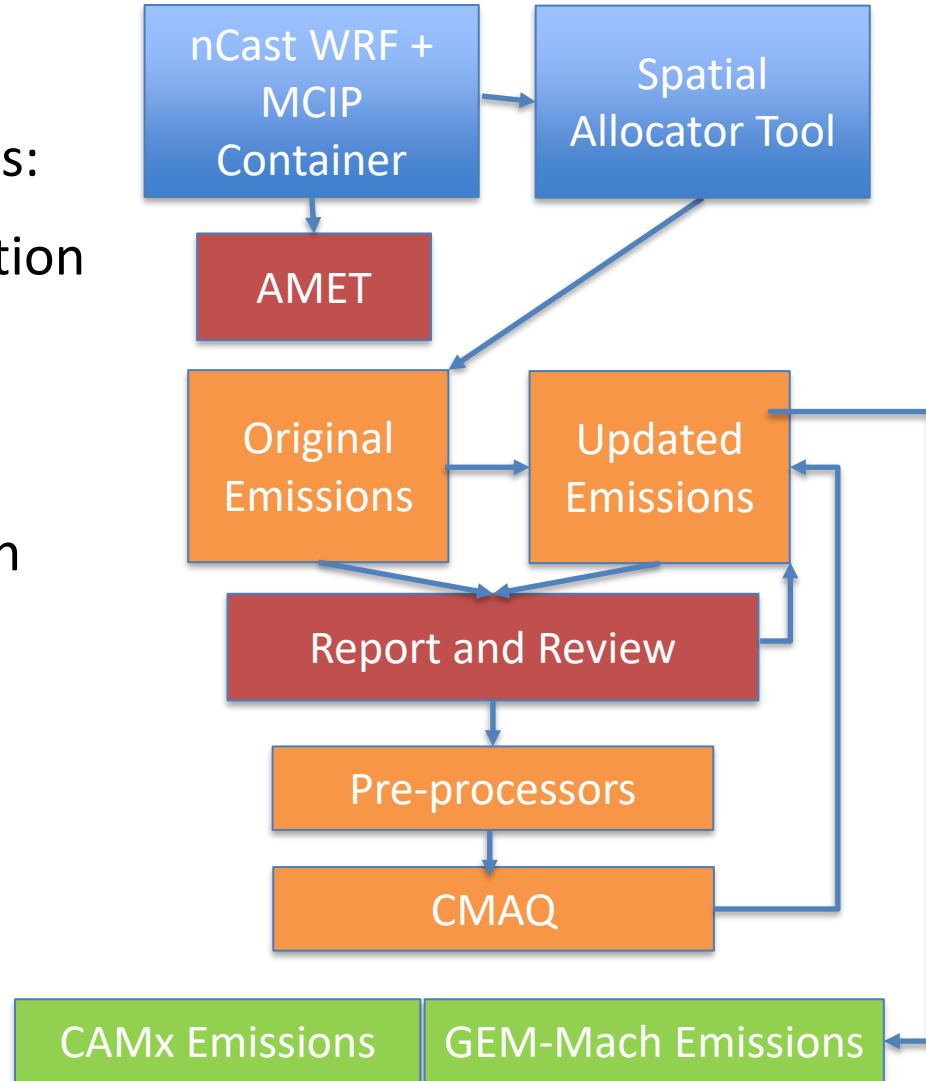 s:
tion
n
nCast WRF +
MCIP
Container
Spatial
Allocator Tool
AMET
Original
Emissions
Updated
Emissions
Report and Review
Pre-processors
CMAQ
CAMx Emissions
GEM-Mach Emissions